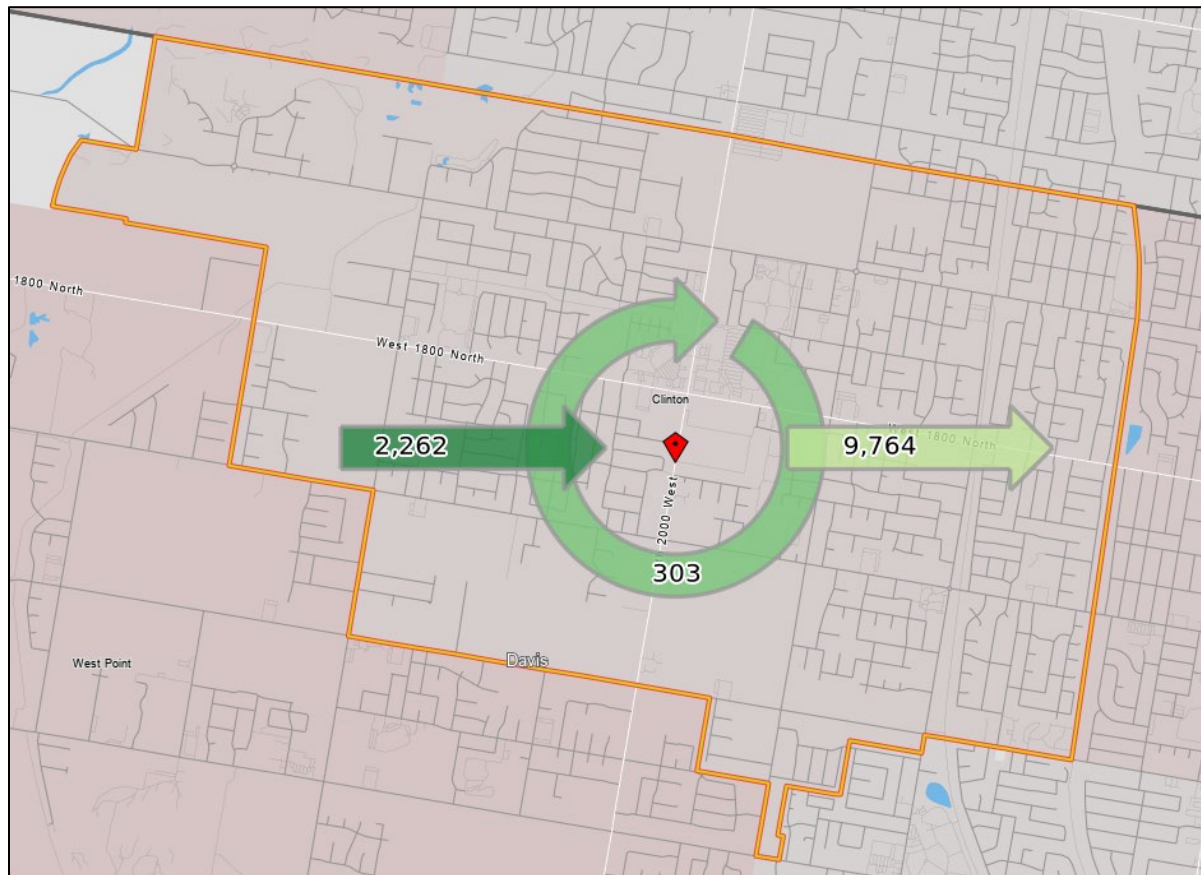 1800 North
West 1800 North
Clinton
West 1800 North
2,262
9,764
2000 West
303
West Point
Davis